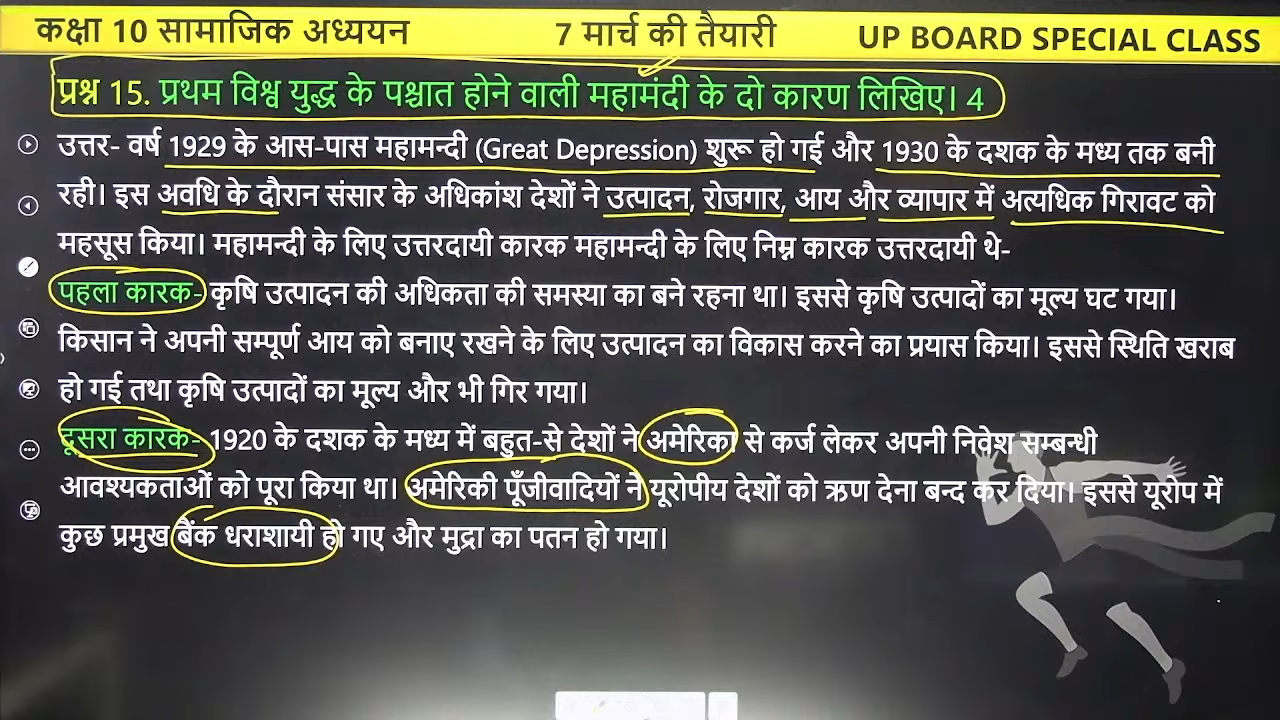 कक्षा 10 सामाजिक अध्ययन 7 मार्च की तैयारी UP BOARD SPECIAL CLASS
प्रश्न 15. प्रथम विश्व युद्ध के पश्चात होने वाली महामंदी के दो कारण लिखिए। 4
उत्तर- वर्ष 1929 के आस-पास महामन्दी (Great Depression) शुरू हो गई और 1930 के दशक के मध्य तक बनी
रही। इस अवधि के दौरान संसार के अधिकांश देशों ने उत्पादन, रोजगार, आय और व्यापार में अत्यधिक गिरावट को
महसूस किया। महामन्दी के लिए उत्तरदायी कारक महामन्दी के लिए निम्न कारक उत्तरदायी थे-
पहला कारक- कृषि उत्पादन की अधिकता की समस्या का बने रहना था। इससे कृषि उत्पादों का मूल्य घट गया।
किसान ने अपनी सम्पूर्ण आय को बनाए रखने के लिए उत्पादन का विकास करने का प्रयास किया। इससे स्थिति खराब
हो गई तथा कृषि उत्पादों का मूल्य और भी गिर गया।
दूसरा कारक- 1920 के दशक के मध्य में बहुत-से देशों ने अमेरिका से कर्ज लेकर अपनी निवेश सम्बन्धी
आवश्यकताओं को पूरा किया था। अमेरिकी पूँजीवादियों ने यूरोपीय देशों को ऋण देना बन्द कर दिया। इससे यूरोप में
कुछ प्रमुख बैंक धराशायी हो गए और मुद्रा का पतन हो गया।